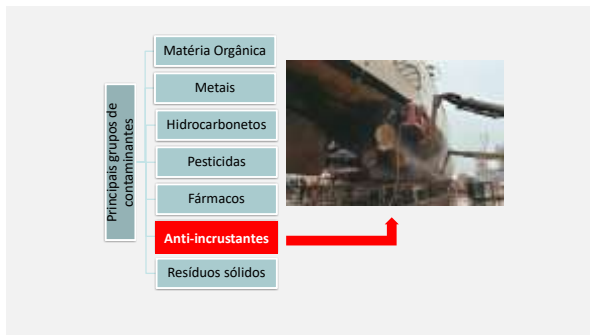 Principais grupos de
contaminantes
Matéria Orgânica
Metais
Hidrocarbonetos
Pesticidas
Fármacos
Anti-incrustantes
Resíduos sólidos